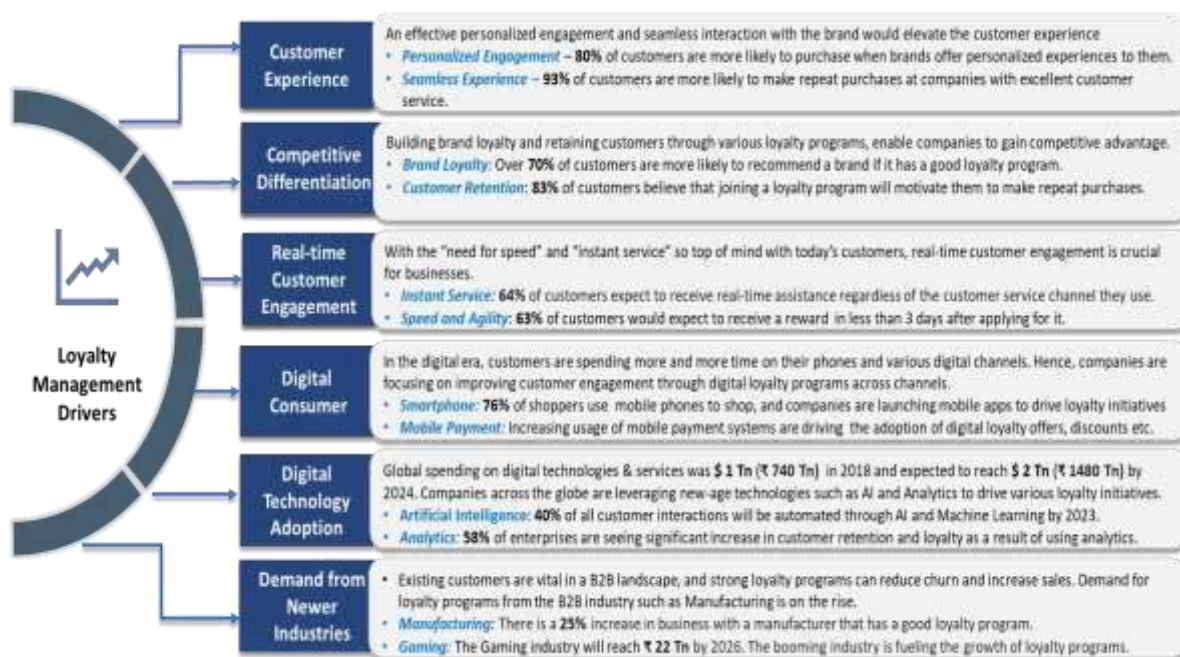 Loyalty
Management
Drivers
Customer
Experience
An effective personalized engagement and seamless interaction with the brand would elevate the customer experience
• Personalized Engagement – 80% of customers are more likely to purchase when brands offer personalized experiences to them.
• Seamless Experience – 93% of customers are more likely to make repeat purchases at companies with excellent customer
service.
Competitive
Differentiation
Building brand loyalty and retaining customers through various loyalty programs, enable companies to gain competitive advantage.
• Brand Loyalty: Over 70% of customers are more likely to recommend a brand if it has a good loyalty program.
• Customer Retention: 83% of customers believe that joining a loyalty program will motivate them to make repeat purchases.
Real-time
Customer
Engagement
With the "need for speed" and "instant service" so top of mind with today's customers, real-time customer engagement is crucial
for businesses.
• Instant Service: 64% of customers expect to receive real-time assistance regardless of the customer service channel they use.
• Speed and Agility: 63% of customers would expect to receive a reward in less than 3 days after applying for it.
Digital
Consumer
In the digital era, customers are spending more and more time on their phones and various digital channels. Hence, companies are
focusing on improving customer engagement through digital loyalty programs across channels.
• Smartphone: 76% of shoppers use mobile phones to shop, and companies are launching mobile apps to drive loyalty initiatives
• Mobile Payment: Increasing usage of mobile payment systems are driving the adoption of digital loyalty offers, discounts etc.
Digital
Technology
Adoption
Global spending on digital technologies & services was $ 1 Tn (₹ 740 Tn) in 2018 and expected to reach $ 2 Tn (₹ 1480 Tn) by
2024. Companies across the globe are leveraging new-age technologies such as AI and Analytics to drive various loyalty initiatives.
• Artificial Intelligence: 40% of all customer interactions will be automated through AI and Machine Learning by 2023.
• Analytics: 58% of enterprises are seeing significant increase in customer retention and loyalty as a result of using analytics.
Demand from
Newer
Industries
• Existing customers are vital in a B2B landscape, and strong loyalty programs can reduce churn and increase sales. Demand for
loyalty programs from the B2B industry such as Manufacturing is on the rise.
• Manufacturing: There is a 25% increase in business with a manufacturer that has a good loyalty program.
• Gaming: The Gaming industry will reach ₹ 22 Tn by 2026. The booming industry is fueling the growth of loyalty programs.